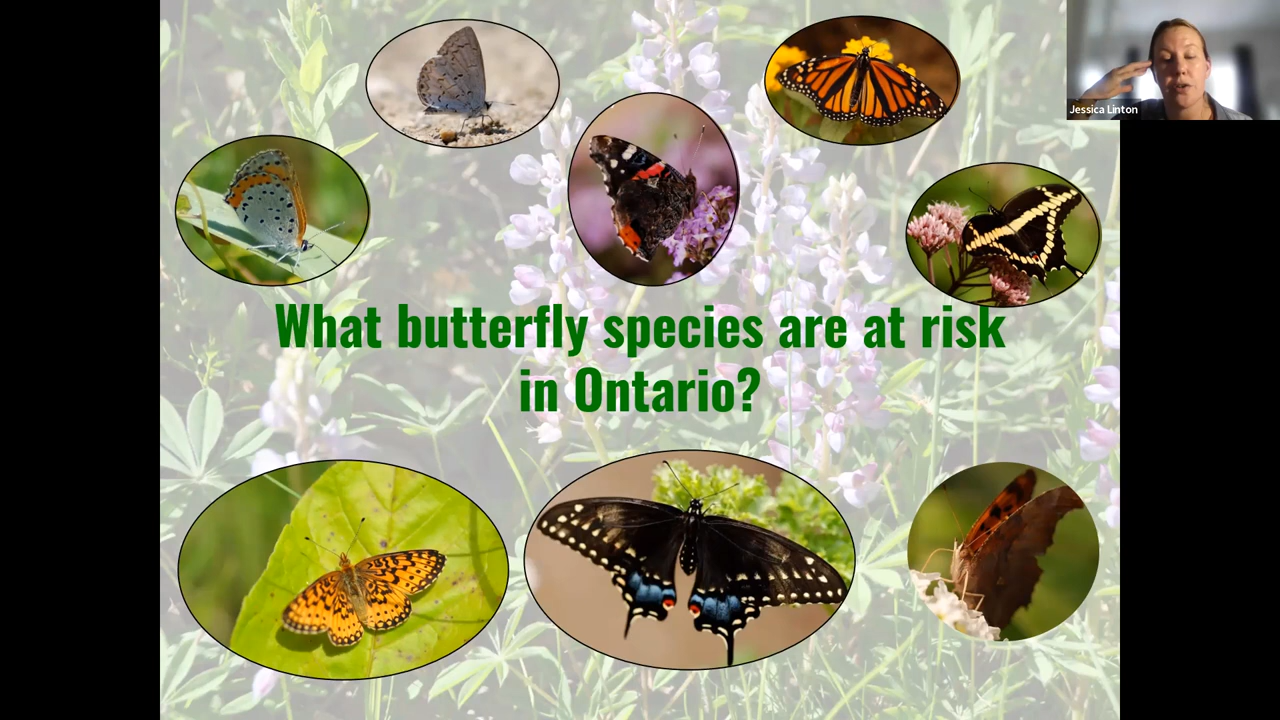 Jessica Linton
What butterfly species are at risk
in Ontario?